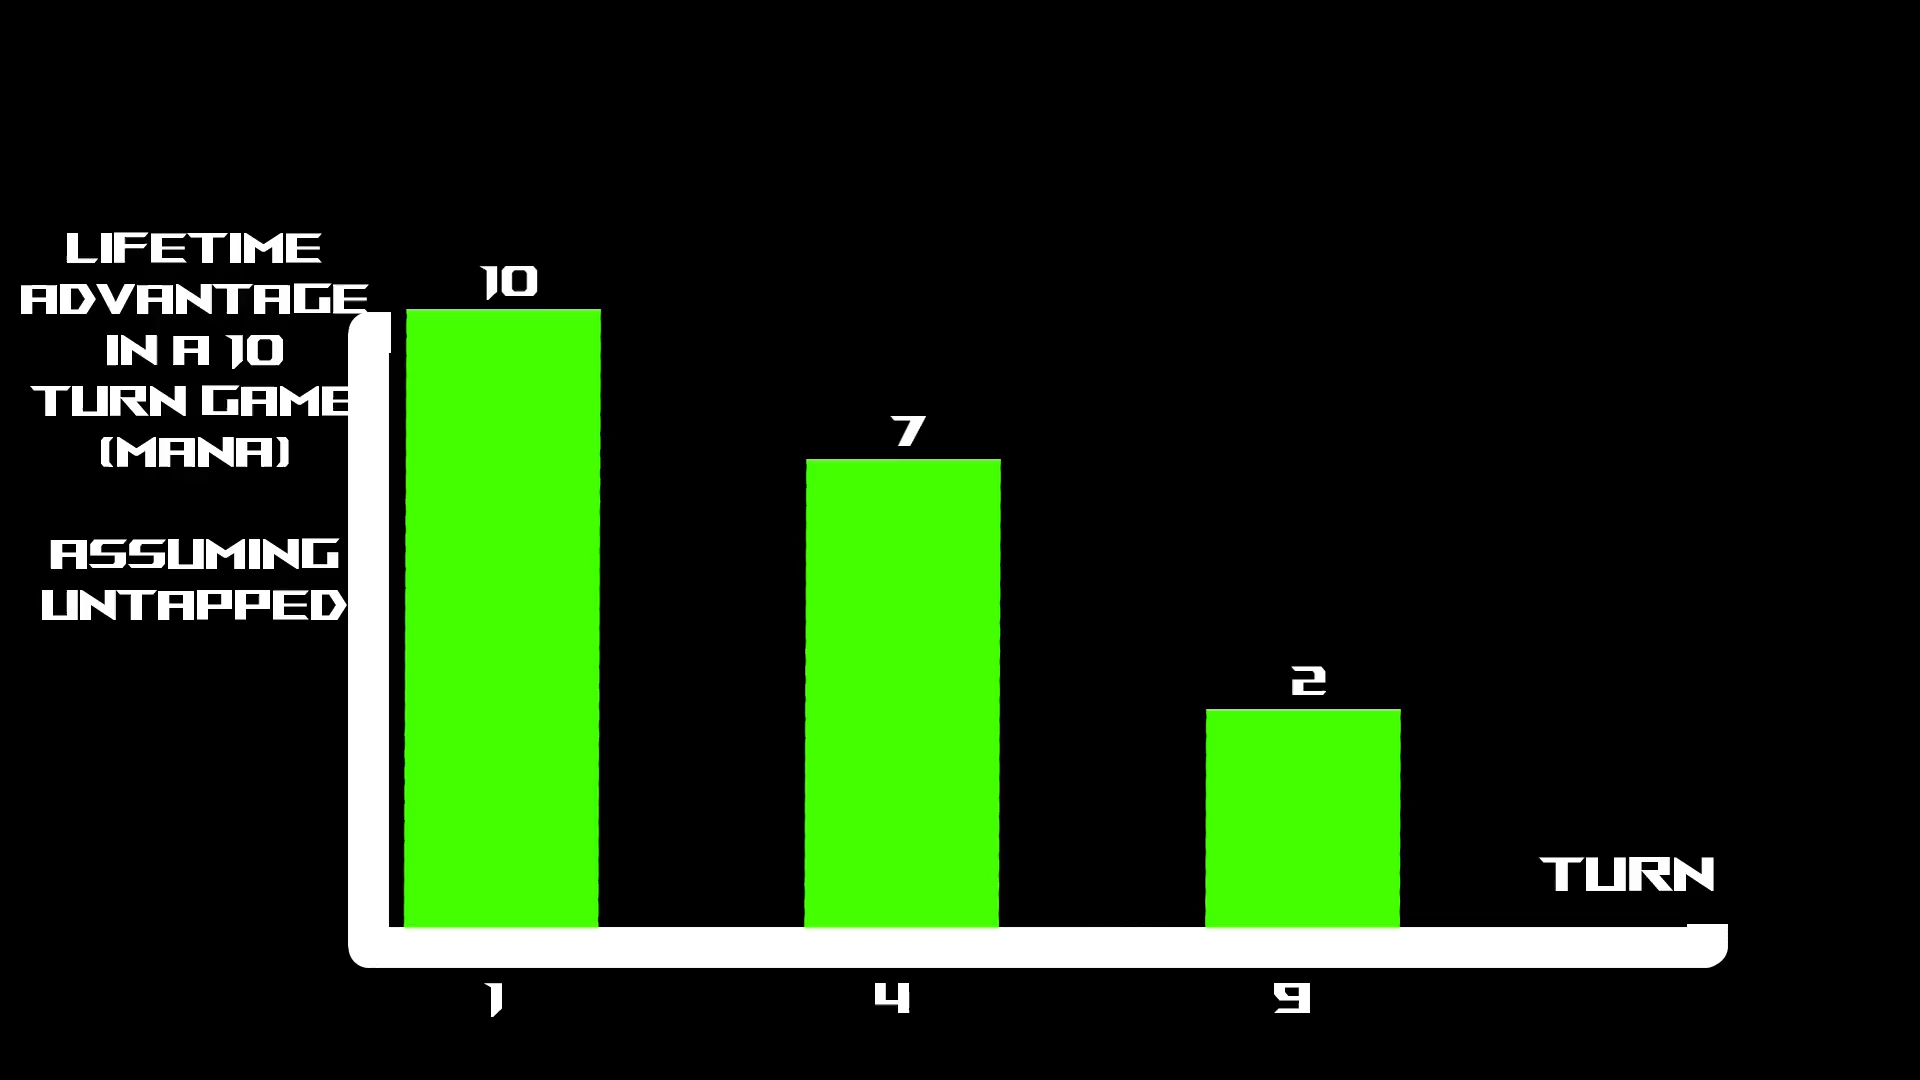 LIFETIME
ADVANTAGE
IN A 10
TURN GAME
(MANA)
ASSUMING
UNTAPPED
10
7
2
TURN
1
4
9